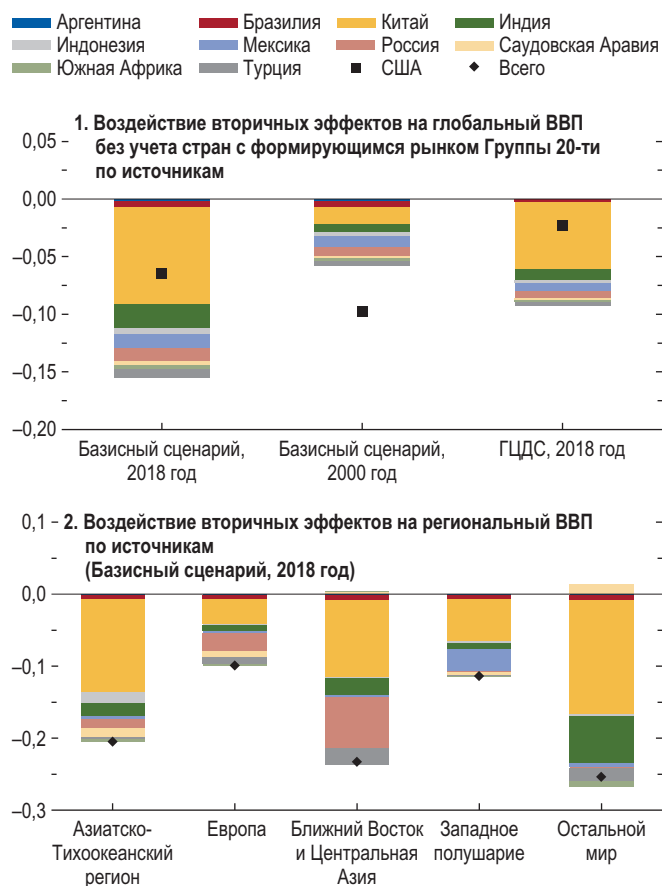 Аргентина Бразилия Китай Индия
Индонезия Мексика Россия Саудовская Аравия
Южная Африка Турция США Всего
1. Воздействие вторичных эффектов на глобальный ВВП
без учета стран с формирующимся рынком Группы 20-ти
по источникам
0,05
0,00
–0,05
–0,10
–0,15
–0,20
Базисный сценарий, Базисный сценарий, ГЦДС, 2018 год
2018 год 2000 год
2. Воздействие вторичных эффектов на региональный ВВП
по источникам
(Базисный сценарий, 2018 год)
0,1
0,0
–0,1
–0,2
–0,3
Азиатско- Европа Ближний Восток Западное Остальной
Тихоокеанский и Центральная полушарие мир
регион Азия